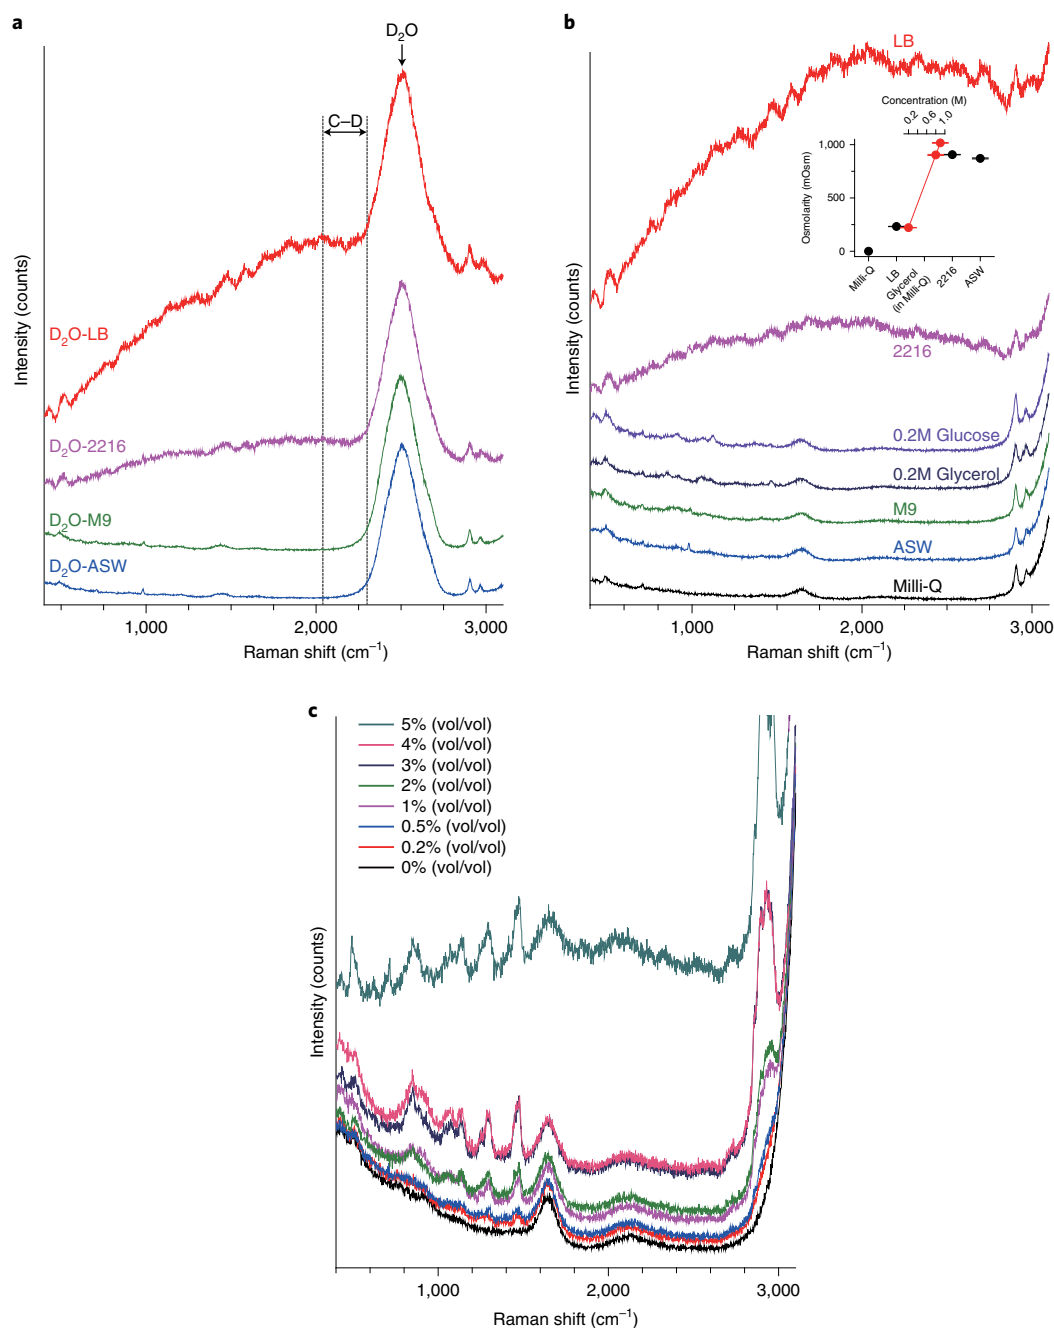 a
D₂O
C–D
D₂O-LB
D₂O-2216
D₂O-M9
D₂O-ASW
Intensity (counts)
1,000 2,000 3,000
Raman shift (cm⁻¹)
b
LB
Concentration (M)
0.2 0.6 1.0
Osmolarity (mOsm)
1,000
500
0
Milli-Q
LB
Glycerol
(in Milli-Q)
2216
ASW
2216
0.2M Glucose
0.2M Glycerol
M9
ASW
Milli-Q
Intensity (counts)
1,000 2,000 3,000
Raman shift (cm⁻¹)
c
5% (vol/vol)
4% (vol/vol)
3% (vol/vol)
2% (vol/vol)
1% (vol/vol)
0.5% (vol/vol)
0.2% (vol/vol)
0% (vol/vol)
Intensity (counts)
1,000 2,000 3,000
Raman shift (cm⁻¹)